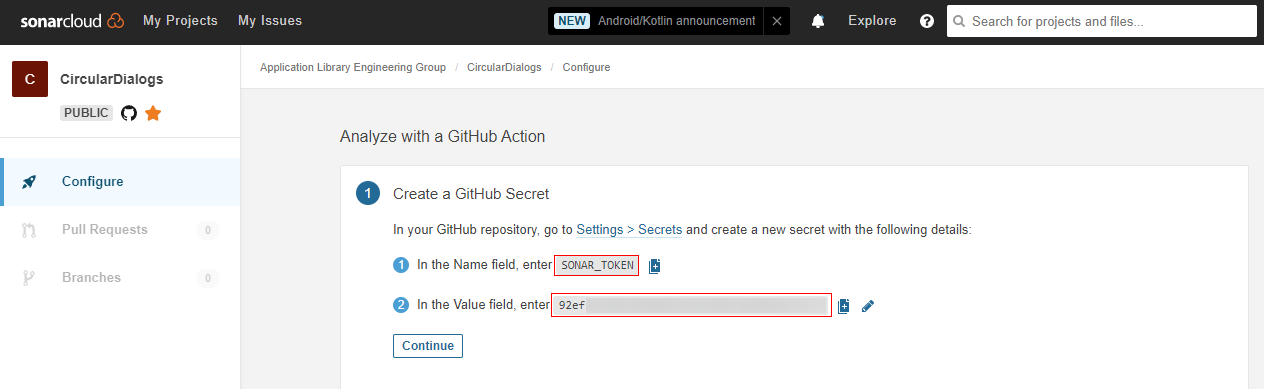 sonarcloud My Projects My Issues NEW Android/Kotlin announcement Explore Search for projects and files...
C CircularDialogs
PUBLIC
Configure
Pull Requests 0
Branches 0
Application Library Engineering Group / CircularDialogs / Configure
Analyze with a GitHub Action
1 Create a GitHub Secret
In your GitHub repository, go to Settings > Secrets and create a new secret with the following details:
1 In the Name field, enter SONAR_TOKEN
2 In the Value field, enter 92ef
Continue